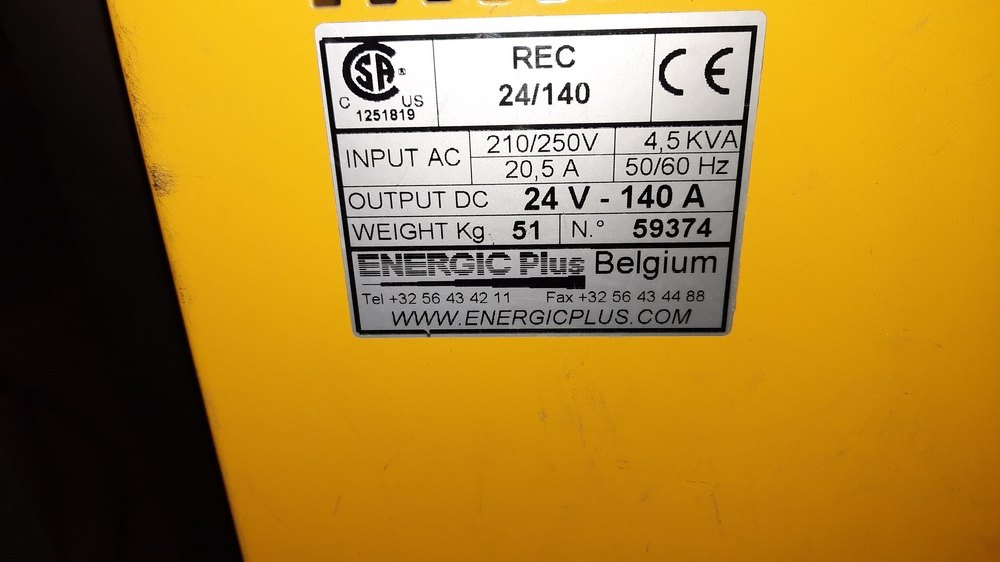 CSA
C US
1251819
REC
24/140
CE
INPUT AC 210/250V 4,5 KVA
20,5 A 50/60 Hz
OUTPUT DC 24 V - 140 A
WEIGHT Kg 51 N.° 59374
ENERGIC Plus Belgium
Tel +32 56 43 42 11 Fax +32 56 43 44 88
WWW.ENERGICPLUS.COM